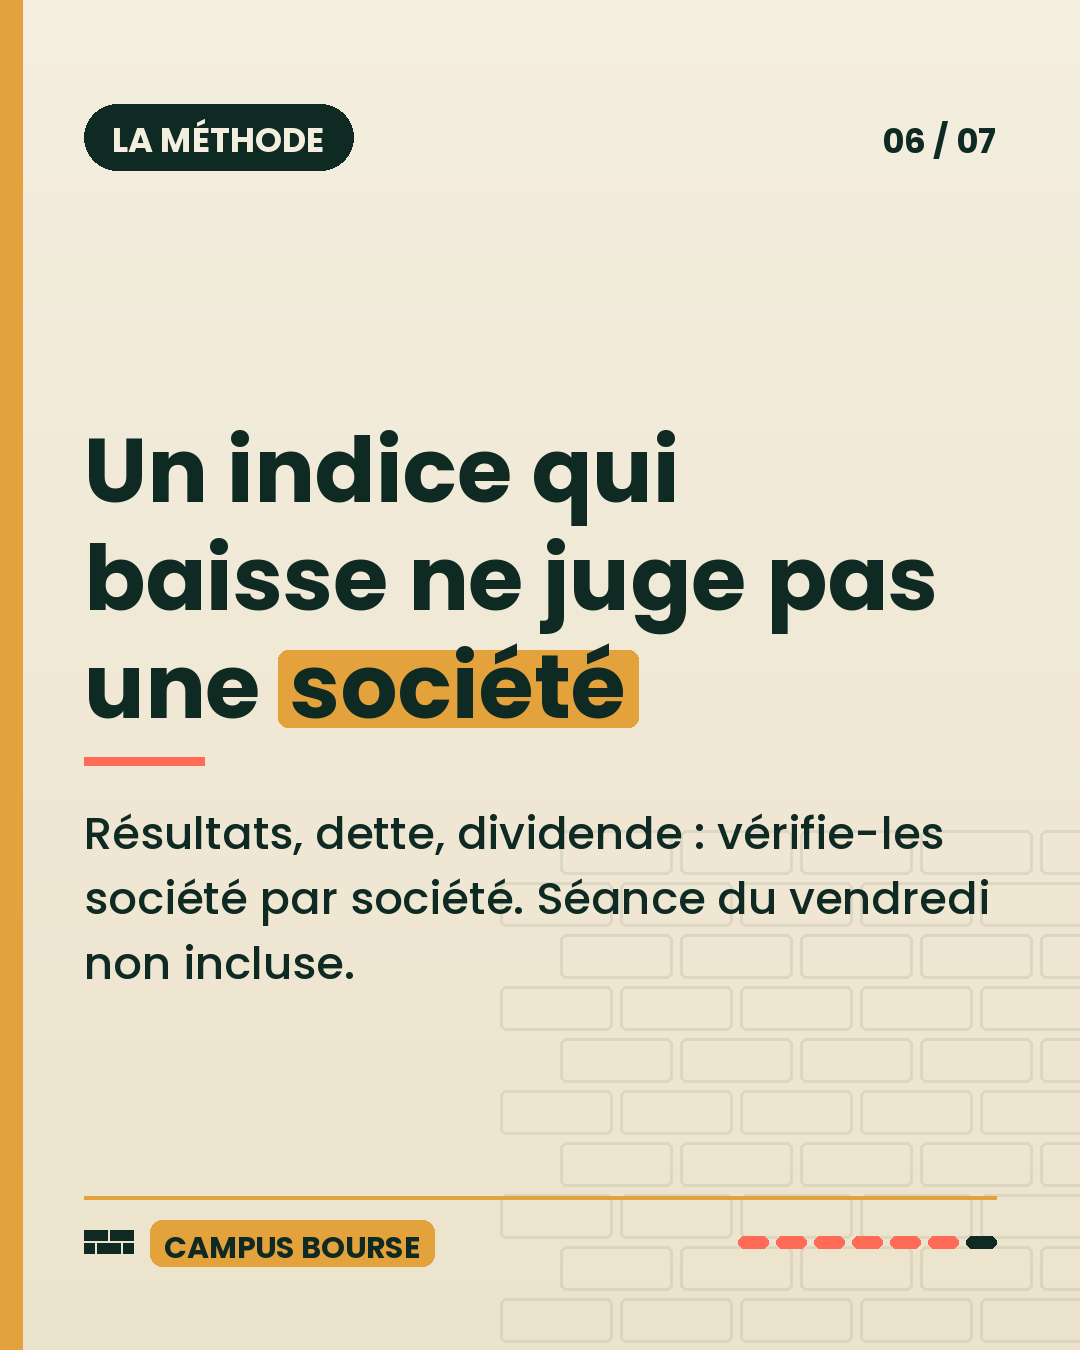 LA MÉTHODE
06 / 07
Un indice qui
baisse ne juge pas
une société
Résultats, dette, dividende : vérifie-les
société par société. Séance du vendredi
non incluse.
CAMPUS BOURSE